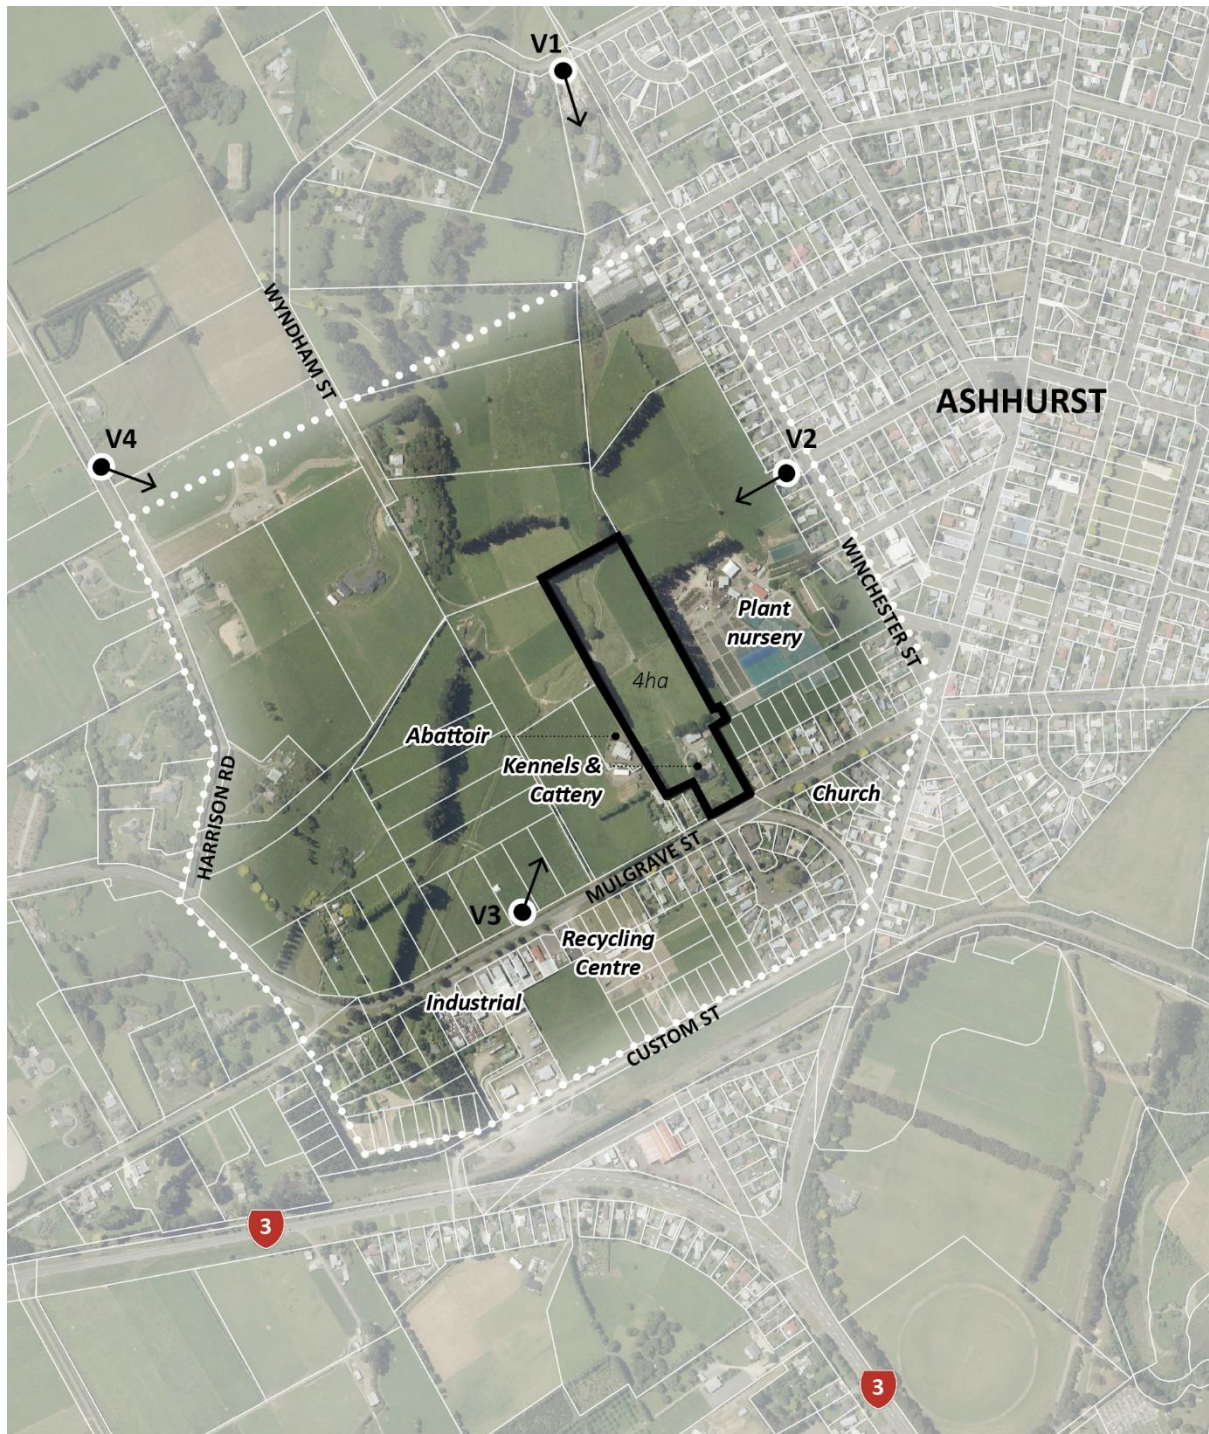 V1
WYNDHAM ST
ASHHURST
V4
V2
WINCHESTER ST
Plant
nursery
4ha
Abattoir
Kennels &
Cattery
Church
HARRISON RD
MULGRAVE ST
V3
Recycling
Centre
Industrial
CUSTOM ST
3
3